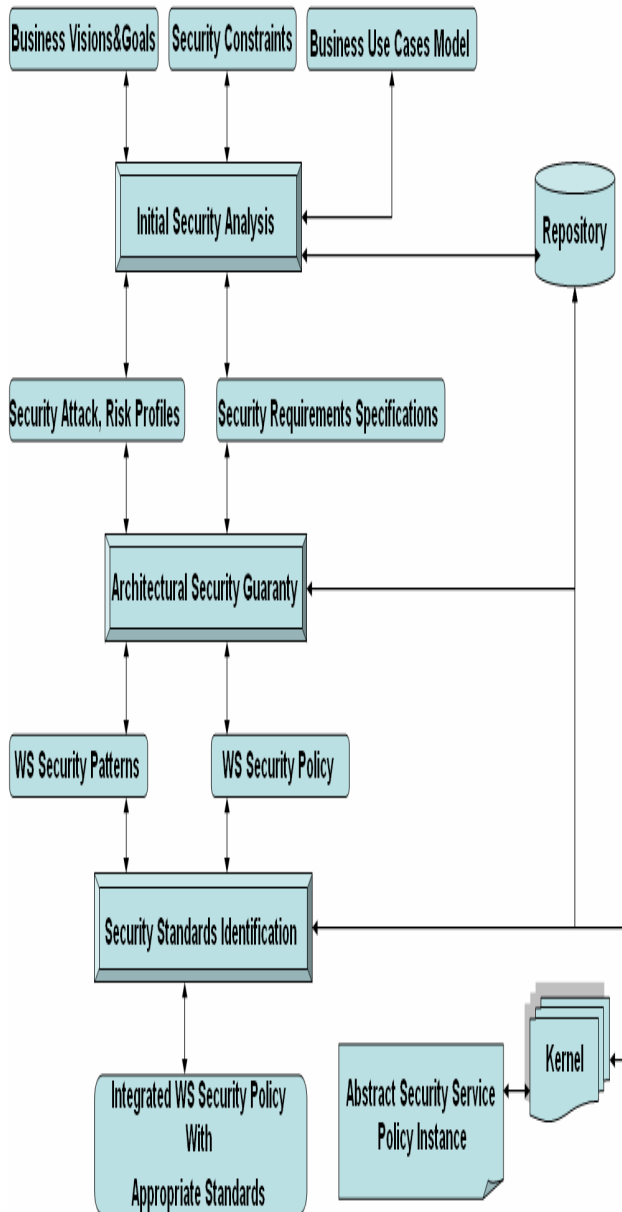 Business Visions&Goals
Security Constraints
Business Use Cases Model
Initial Security Analysis
Repository
Security Attack, Risk Profiles
Security Requirements Specifications
Architectural Security Guaranty
WS Security Patterns
WS Security Policy
Security Standards Identification
Kernel
Abstract Security Service
Policy Instance
Integrated WS Security Policy
With
Appropriate Standards